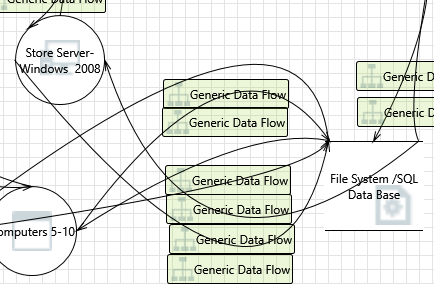 Generic Data Flow
Store Server-
Windows 2008
Generic D
Generic Data Flow
Generic D
Generic Data Flow
Generic Data Flow
File System /SQL
Data Base
Generic Data Flow
omputers 5-10
Generic Data Flow
Generic Data Flow